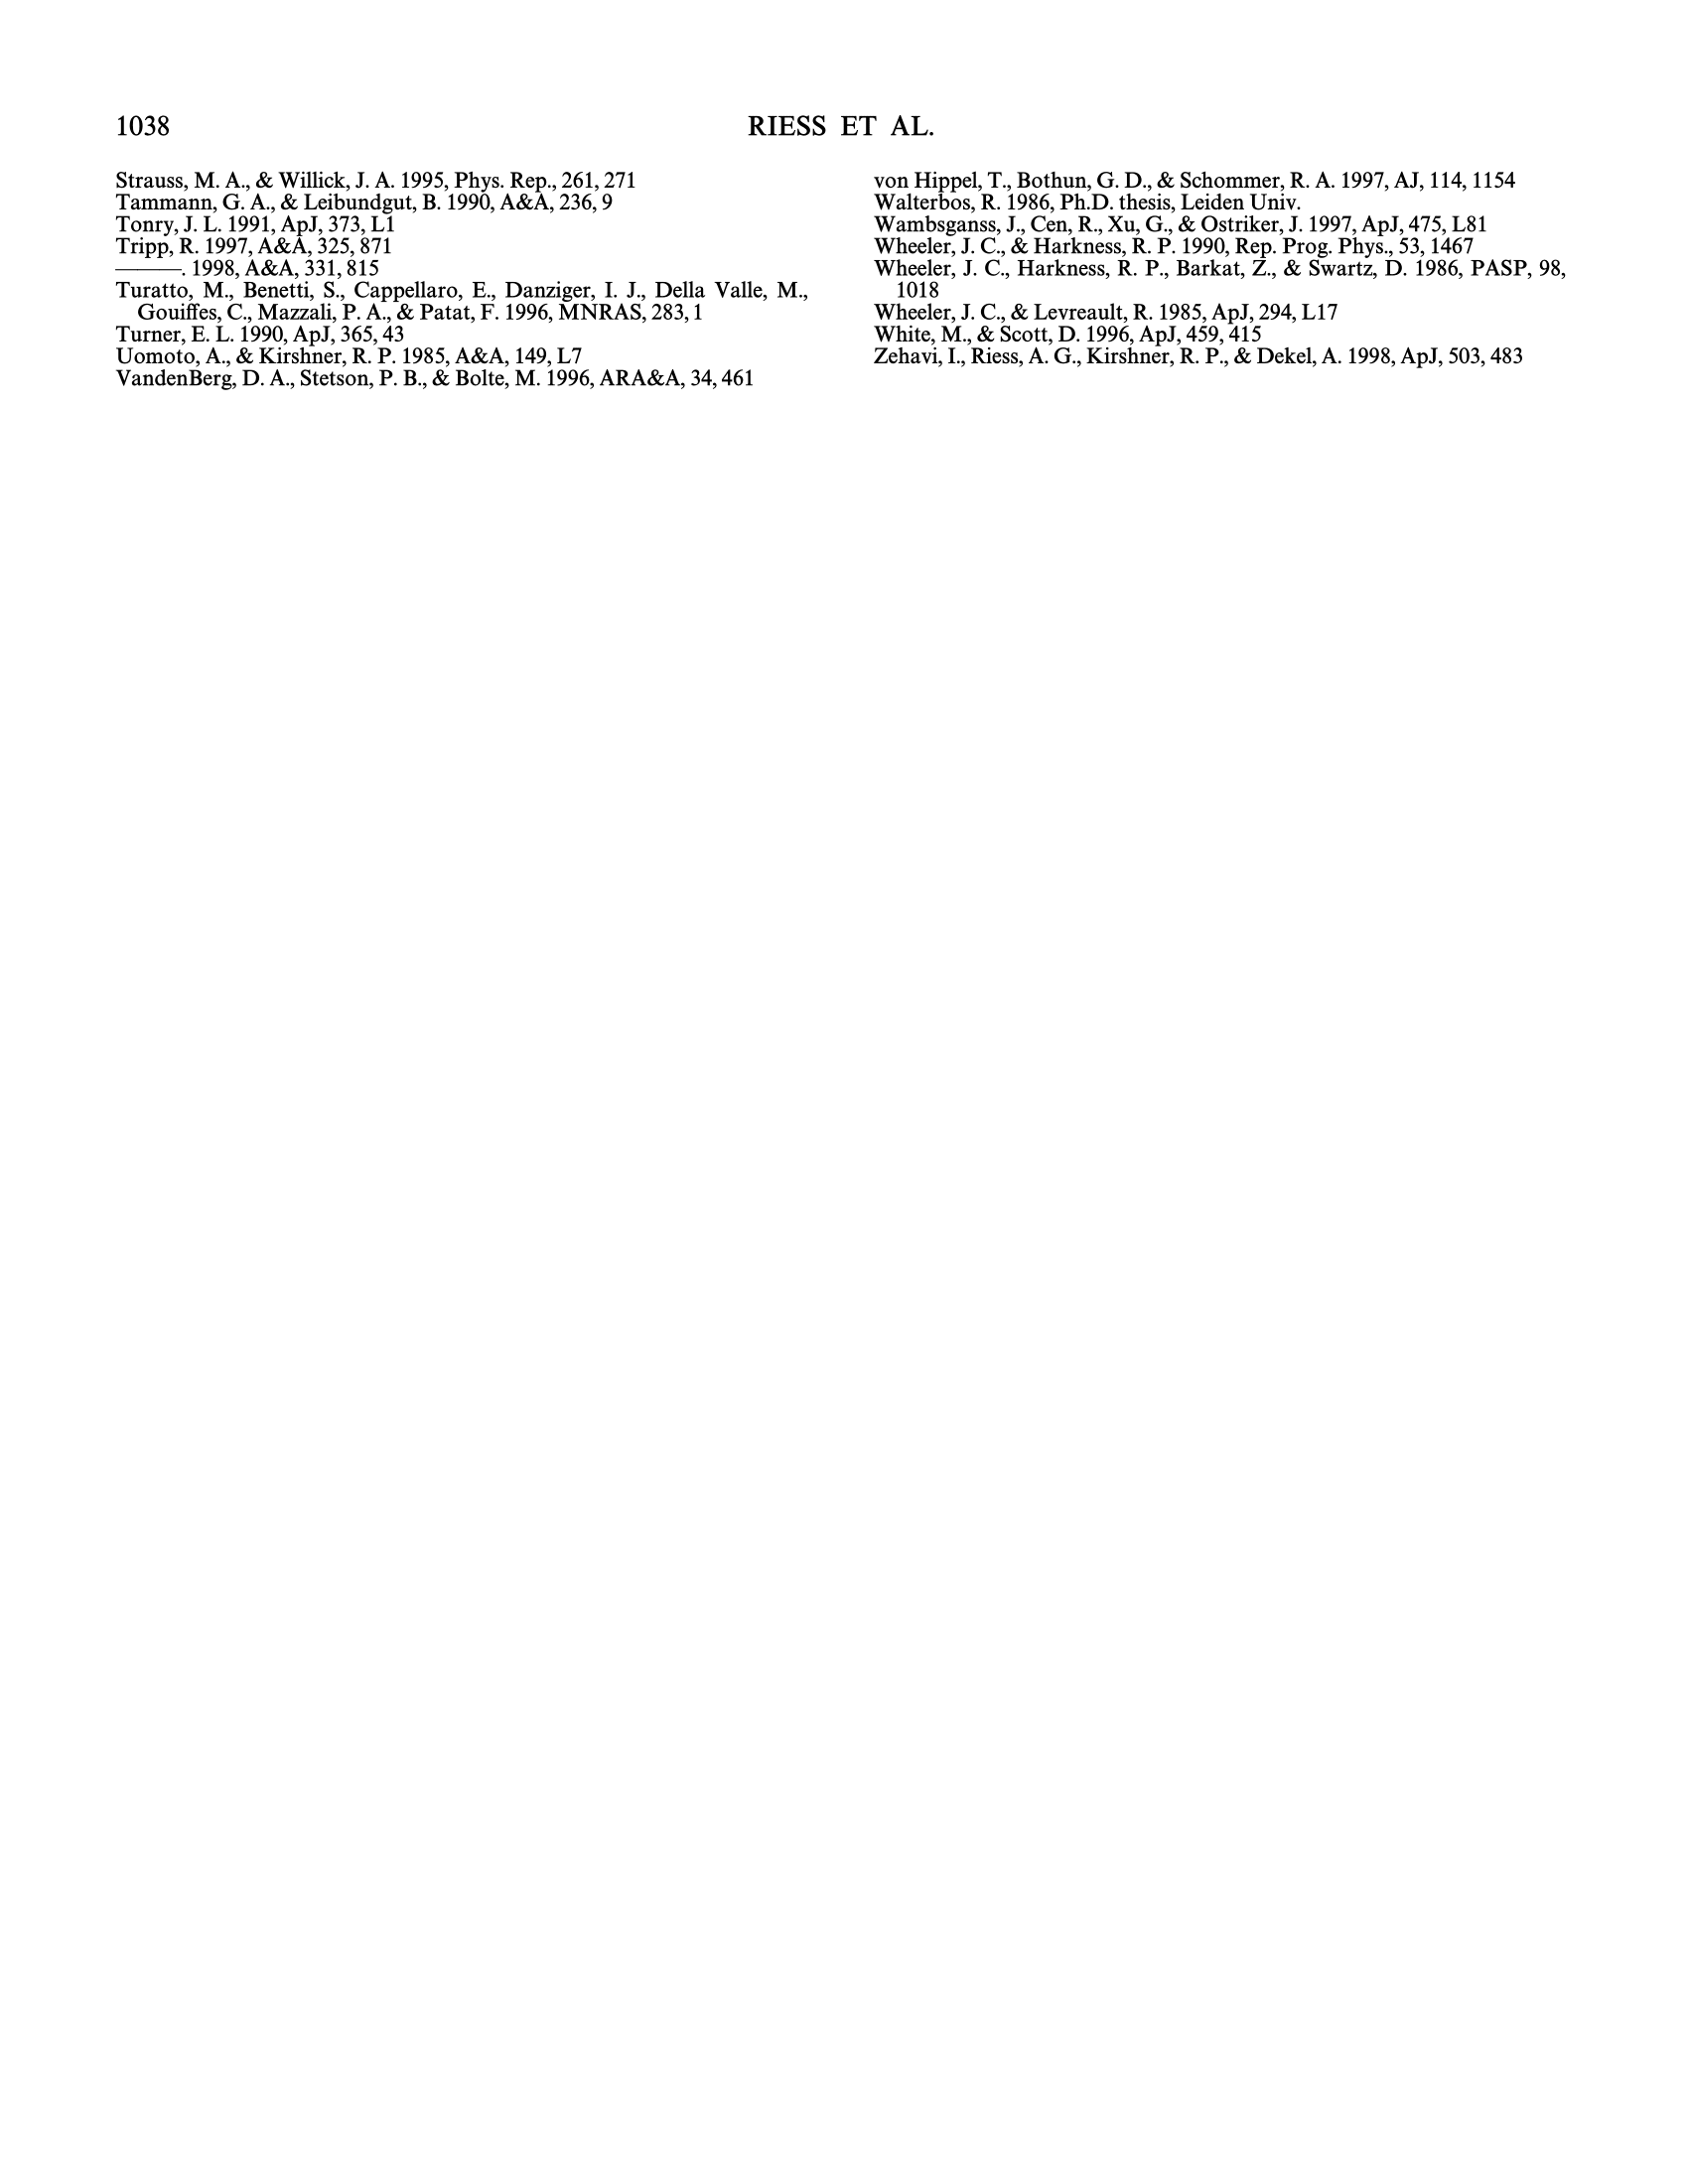 1038
RIESS ET AL.
Strauss, M. A., & Willick, J. A. 1995, Phys. Rep., 261, 271
Tammann, G. A., & Leibundgut, B. 1990, A&A, 236, 9
Tonry, J. L. 1991, ApJ, 373, L1
Tripp, R. 1997, A&A, 325, 871
———. 1998, A&A, 331, 815
Turatto, M., Benetti, S., Cappellaro, E., Danziger, I. J., Della Valle, M.,
Gouiffes, C., Mazzali, P. A., & Patat, F. 1996, MNRAS, 283, 1
Turner, E. L. 1990, ApJ, 365, 43
Uomoto, A., & Kirshner, R. P. 1985, A&A, 149, L7
VandenBerg, D. A., Stetson, P. B., & Bolte, M. 1996, ARA&A, 34, 461
von Hippel, T., Bothun, G. D., & Schommer, R. A. 1997, AJ, 114, 1154
Walterbos, R. 1986, Ph.D. thesis, Leiden Univ.
Wambsganss, J., Cen, R., Xu, G., & Ostriker, J. 1997, ApJ, 475, L81
Wheeler, J. C., & Harkness, R. P. 1990, Rep. Prog. Phys., 53, 1467
Wheeler, J. C., Harkness, R. P., Barkat, Z., & Swartz, D. 1986, PASP, 98,
1018
Wheeler, J. C., & Levreault, R. 1985, ApJ, 294, L17
White, M., & Scott, D. 1996, ApJ, 459, 415
Zehavi, I., Riess, A. G., Kirshner, R. P., & Dekel, A. 1998, ApJ, 503, 483